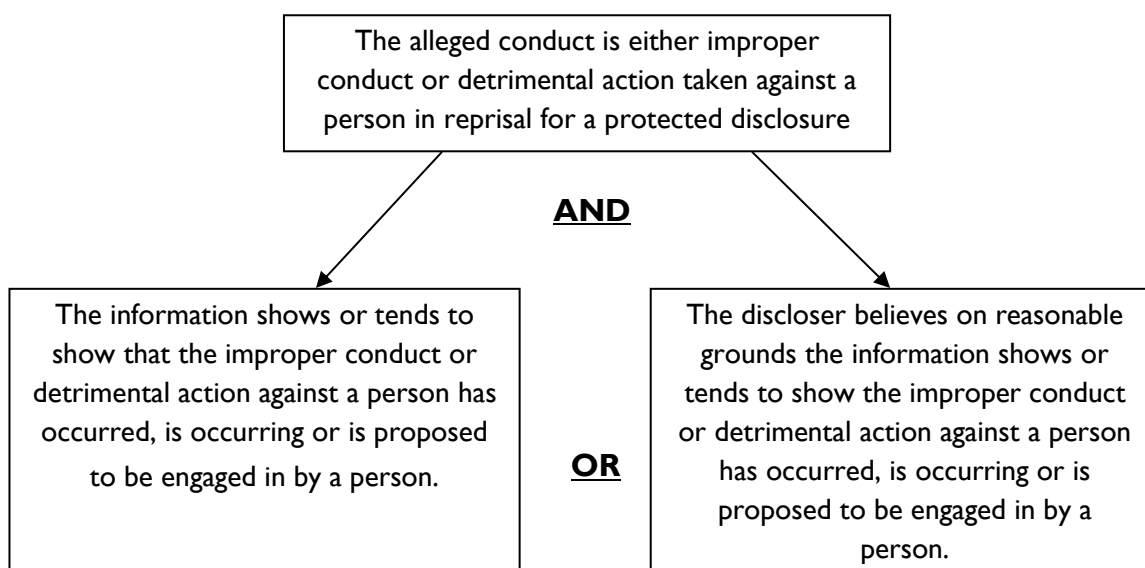 The alleged conduct is either improper
conduct or detrimental action taken against a
person in reprisal for a protected disclosure
AND
The information shows or tends to
show that the improper conduct or
detrimental action against a person has
occurred, is occurring or is proposed
to be engaged in by a person.
OR
The discloser believes on reasonable
grounds the information shows or
tends to show the improper conduct
or detrimental action against a person
has occurred, is occurring or is
proposed to be engaged in by a
person.